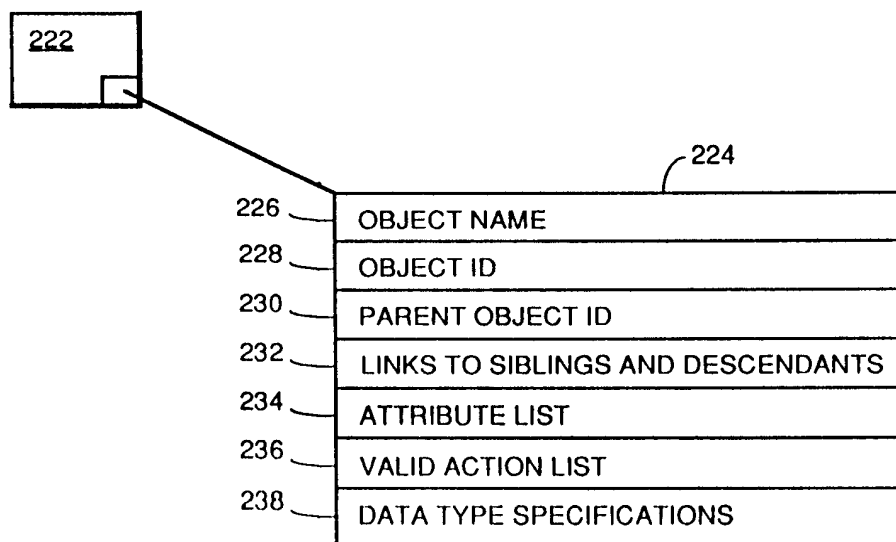 222
224
226 OBJECT NAME
228 OBJECT ID
230 PARENT OBJECT ID
232 LINKS TO SIBLINGS AND DESCENDANTS
234 ATTRIBUTE LIST
236 VALID ACTION LIST
238 DATA TYPE SPECIFICATIONS